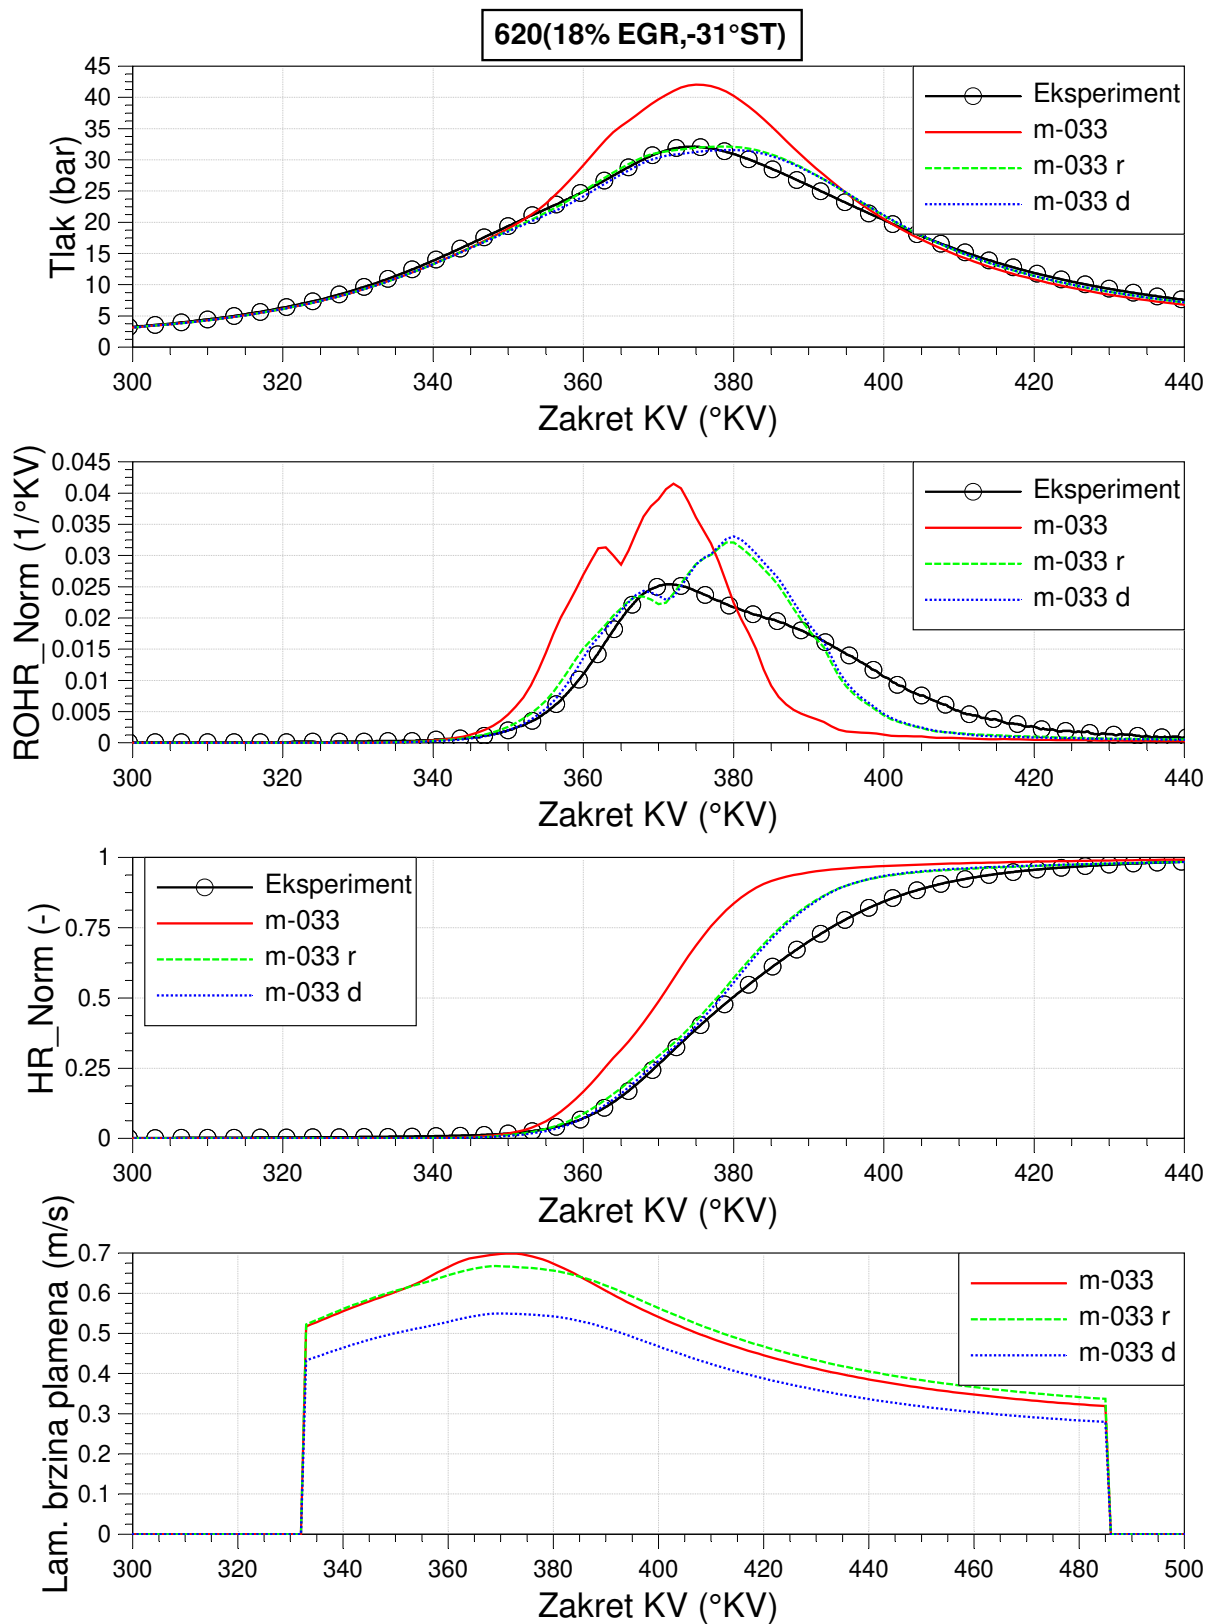 620(18% EGR,-31°ST)
Tlak (bar)
45
40
35
30
25
20
15
10
5
0
Eksperiment
m-033
m-033 r
m-033 d
300 320 340 360 380 400 420 440
Zakret KV (°KV)
ROHR_Norm (1/°KV)
0.045
0.04
0.035
0.03
0.025
0.02
0.015
0.01
0.005
0
Eksperiment
m-033
m-033 r
m-033 d
300 320 340 360 380 400 420 440
Zakret KV (°KV)
HR_Norm (-)
1
0.75
0.5
0.25
0
Eksperiment
m-033
m-033 r
m-033 d
300 320 340 360 380 400 420 440
Zakret KV (°KV)
Lam. brzina plamena (m/s)
0.7
0.6
0.5
0.4
0.3
0.2
0.1
0
m-033
m-033 r
m-033 d
300 320 340 360 380 400 420 440 460 480 500
Zakret KV (°KV)